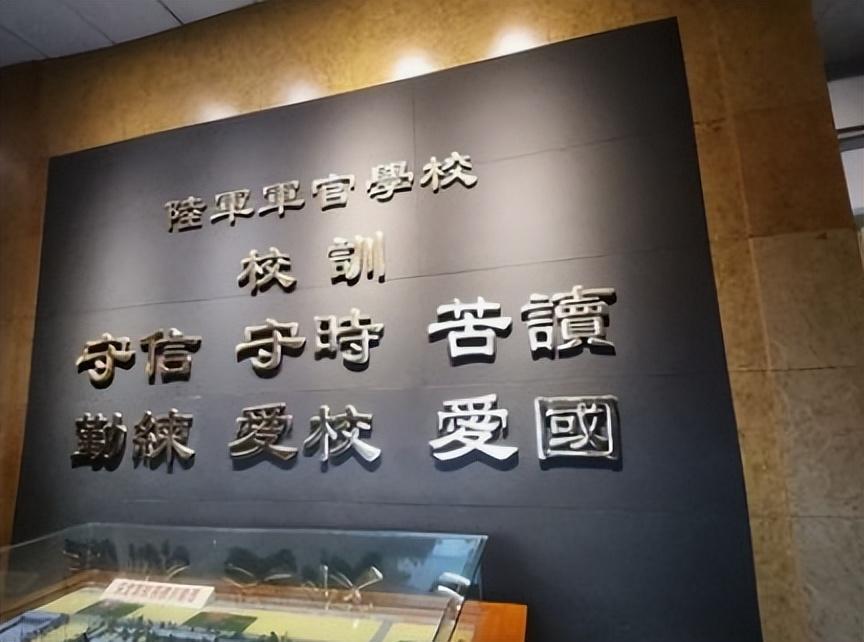 陸軍軍官學校
校訓
守信 守時 苦讀
勤練 愛校 愛國